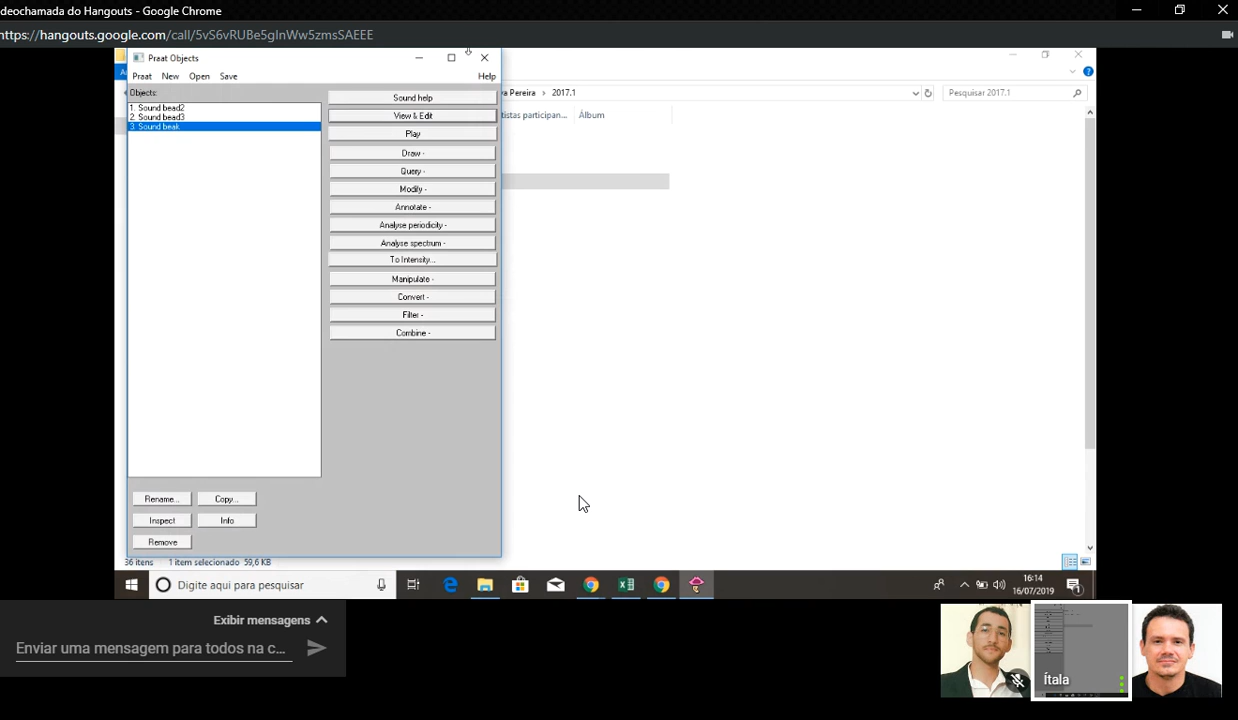 deochamada do Hangouts - Google Chrome
https://hangouts.google.com/call/5vS6vRUBe5gInWw5zmsSAEEE
Praat Objects
Praat New Open Save Help
Objects:
1. Sound bead2
2. Sound bead3
3. Sound beak
Sound help
View & Edit
Play
Draw -
Query -
Modify -
Annotate -
Analyse periodicity -
Analyse spectrum -
To Intensity...
Manipulate -
Convert -
Filter -
Combine -
Rename... Copy...
Inspect Info
Remove
va Pereira > 2017.1
Pesquisar 2017.1
tistas participan... Álbum
36 itens 1 item selecionado 59,6 KB
Digite aqui para pesquisar
16:14
16/07/2019
Exibir mensagens
Enviar uma mensagem para todos na c...
Ítala